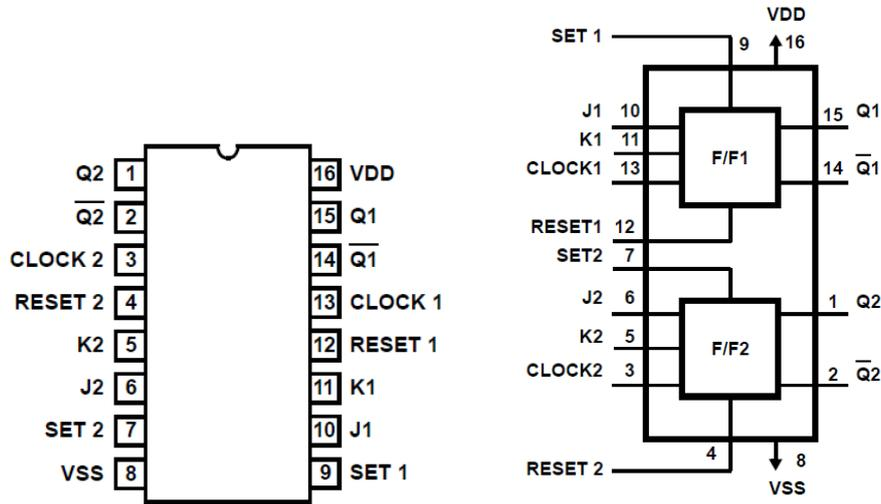 Q2 1
Q2 2
CLOCK 2 3
RESET 2 4
K2 5
J2 6
SET 2 7
VSS 8
16 VDD
15 Q1
14 Q1
13 CLOCK 1
12 RESET 1
11 K1
10 J1
9 SET 1
VDD
SET 1 9 16
J1 10
K1 11
CLOCK1 13
F/F1
15 Q1
14 Q1
RESET1 12
SET2 7
J2 6
K2 5
CLOCK2 3
F/F2
1 Q2
2 Q2
RESET 2 4
8
VSS